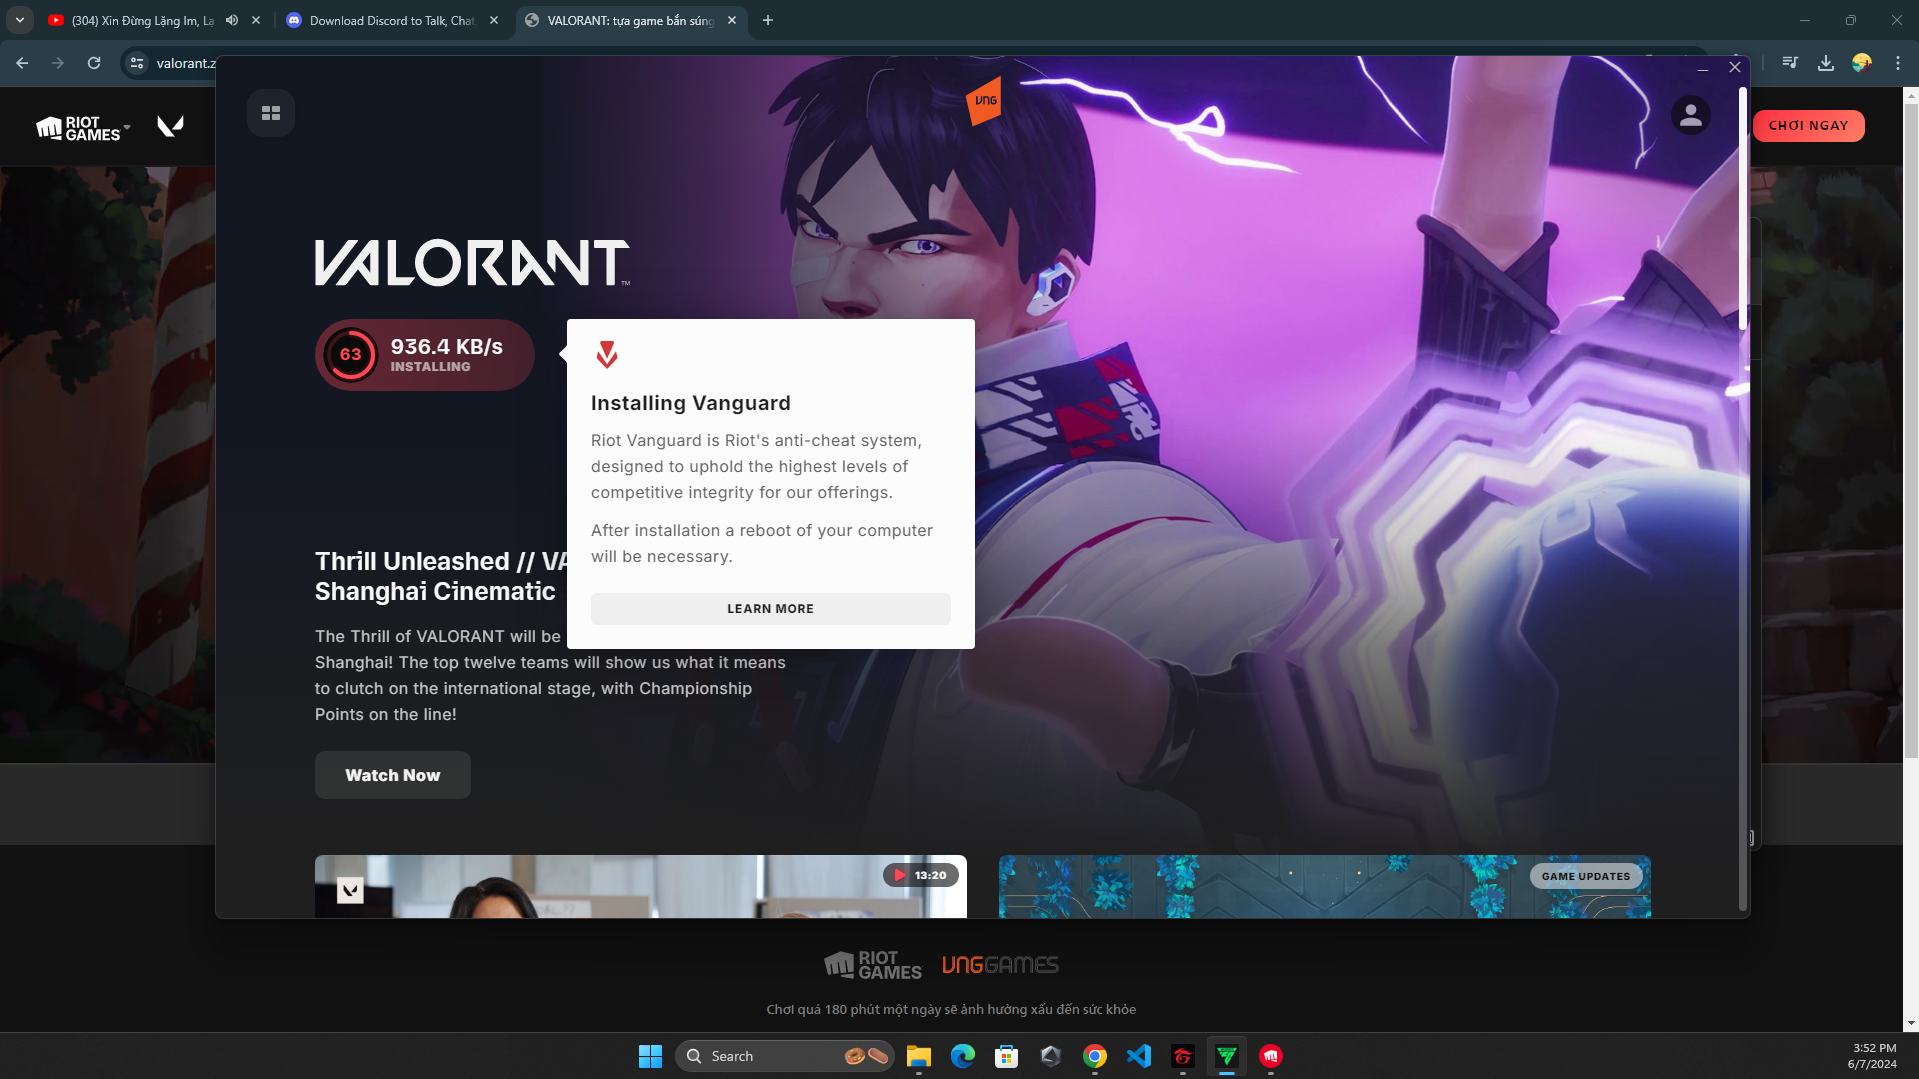 (304) Xin Đừng Lặng Im, Lạ
Download Discord to Talk, Chat
VALORANT: tựa game bắn súng
valorant.z
RIOT
GAMES
CHƠI NGAY
VNG
VALORANT™
63
936.4 KB/s
INSTALLING
Installing Vanguard
Riot Vanguard is Riot's anti-cheat system,
designed to uphold the highest levels of
competitive integrity for our offerings.
After installation a reboot of your computer
will be necessary.
LEARN MORE
Thrill Unleashed // VA
Shanghai Cinematic
The Thrill of VALORANT will be
Shanghai! The top twelve teams will show us what it means
to clutch on the international stage, with Championship
Points on the line!
Watch Now
13:20
GAME UPDATES
RIOT
GAMES
VNGGAMES
Chơi quá 180 phút một ngày sẽ ảnh hưởng xấu đến sức khỏe
Search
3:52 PM
6/7/2024